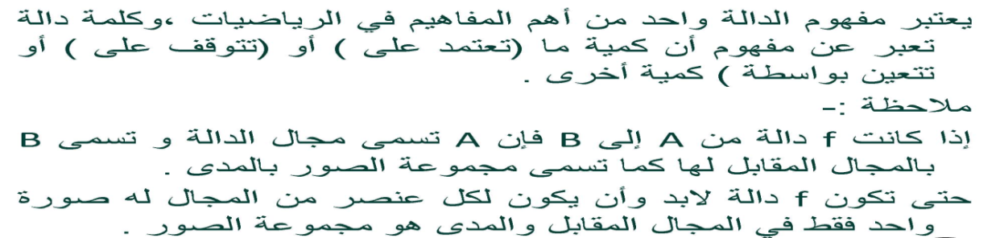 يعتبر مفهوم الدالة واحد من أهم المفاهيم في الرياضيات ،وكلمة دالة
تعبر عن مفهوم أن كمية ما (تعتمد على ) أو (تتوقف على ) أو
تتعين بواسطة ) كمية أخرى .
ملاحظة :-
إذا كانت f دالة من A إلى B فإن A تسمى مجال الدالة و تسمى B
بالمجال المقابل لها كما تسمى مجموعة الصور بالمدى .
حتى تكون f دالة لابد وأن يكون لكل عنصر من المجال له صورة
واحد فقط في المجال المقابل والمدى هو مجموعة الصور .